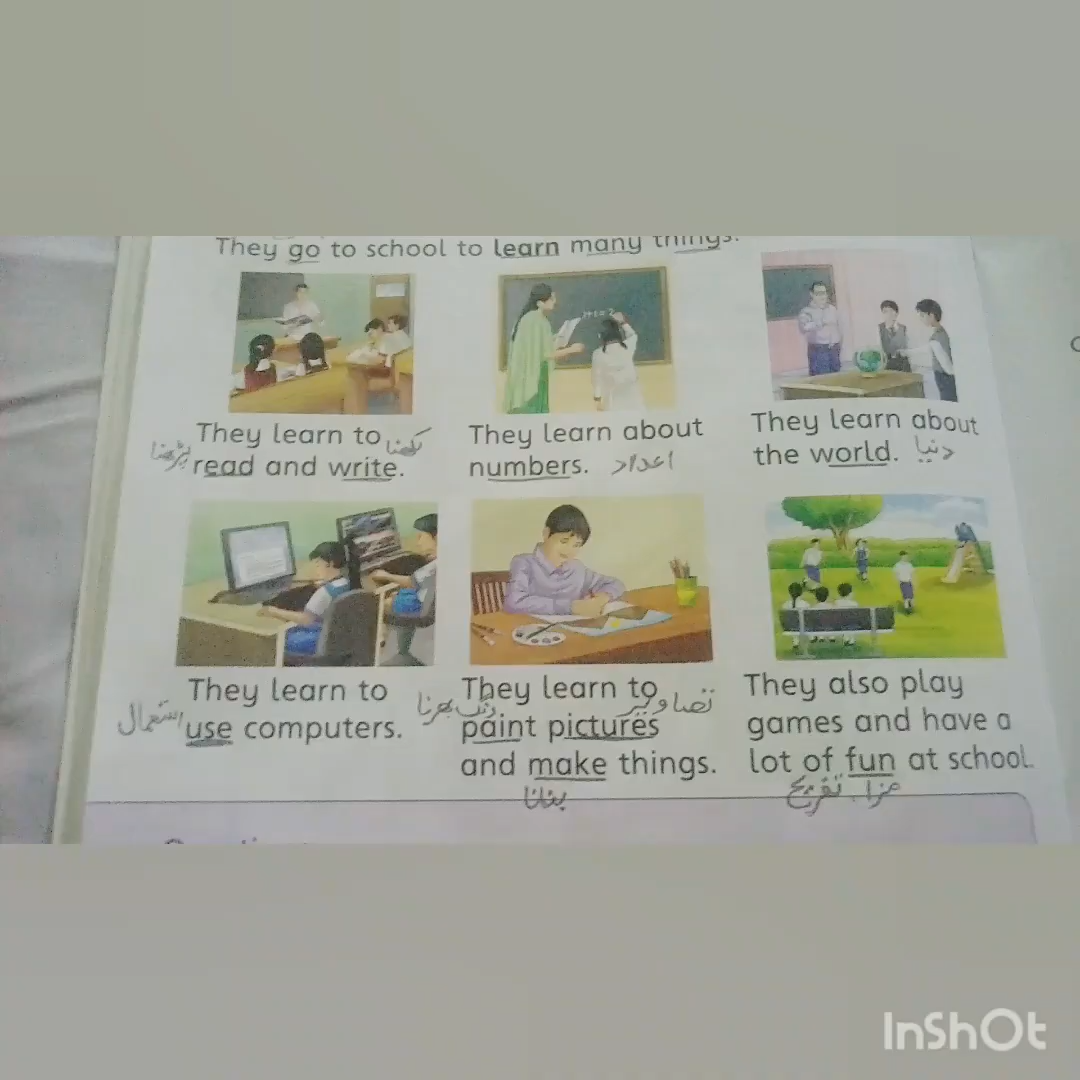 They go to school to learn many things.
1+1=2
They learn to لکھنا
پڑھنا read and write.
They learn about
numbers. اعداد
They learn about
the world. دنیا
They learn to
استعمال use computers.
They learn to تصاویر
رنگ بھرنا paint pictures
and make things.
بنانا
They also play
games and have a
lot of fun at school.
مزا، تفریح
InShOt